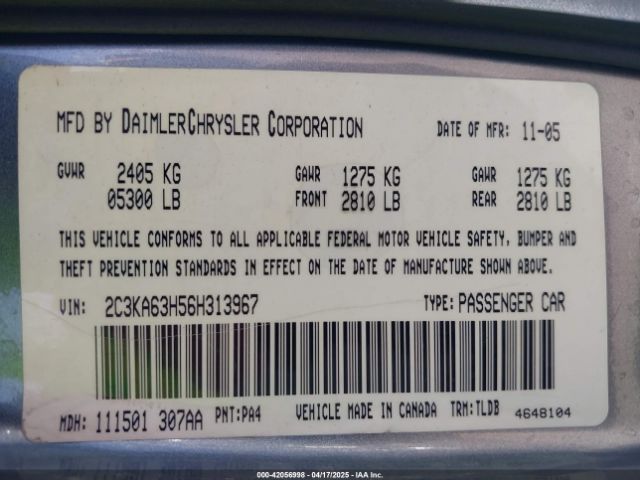 MFD BY DAIMLERCHRYSLER CORPORATION DATE OF MFR: 11-05
GVWR 2405 KG GAWR 1275 KG GAWR 1275 KG
05300 LB FRONT 2810 LB REAR 2810 LB
THIS VEHICLE CONFORMS TO ALL APPLICABLE FEDERAL MOTOR VEHICLE SAFETY, BUMPER AND
THEFT PREVENTION STANDARDS IN EFFECT ON THE DATE OF MANUFACTURE SHOWN ABOVE.
VIN: 2C3KA63H56H313967 TYPE: PASSENGER CAR
MDH: 111501 307AA PNT: PA4 VEHICLE MADE IN CANADA TRM: TLDB 4648104
000-42056998 - 04/17/2025 - IAAI.COM